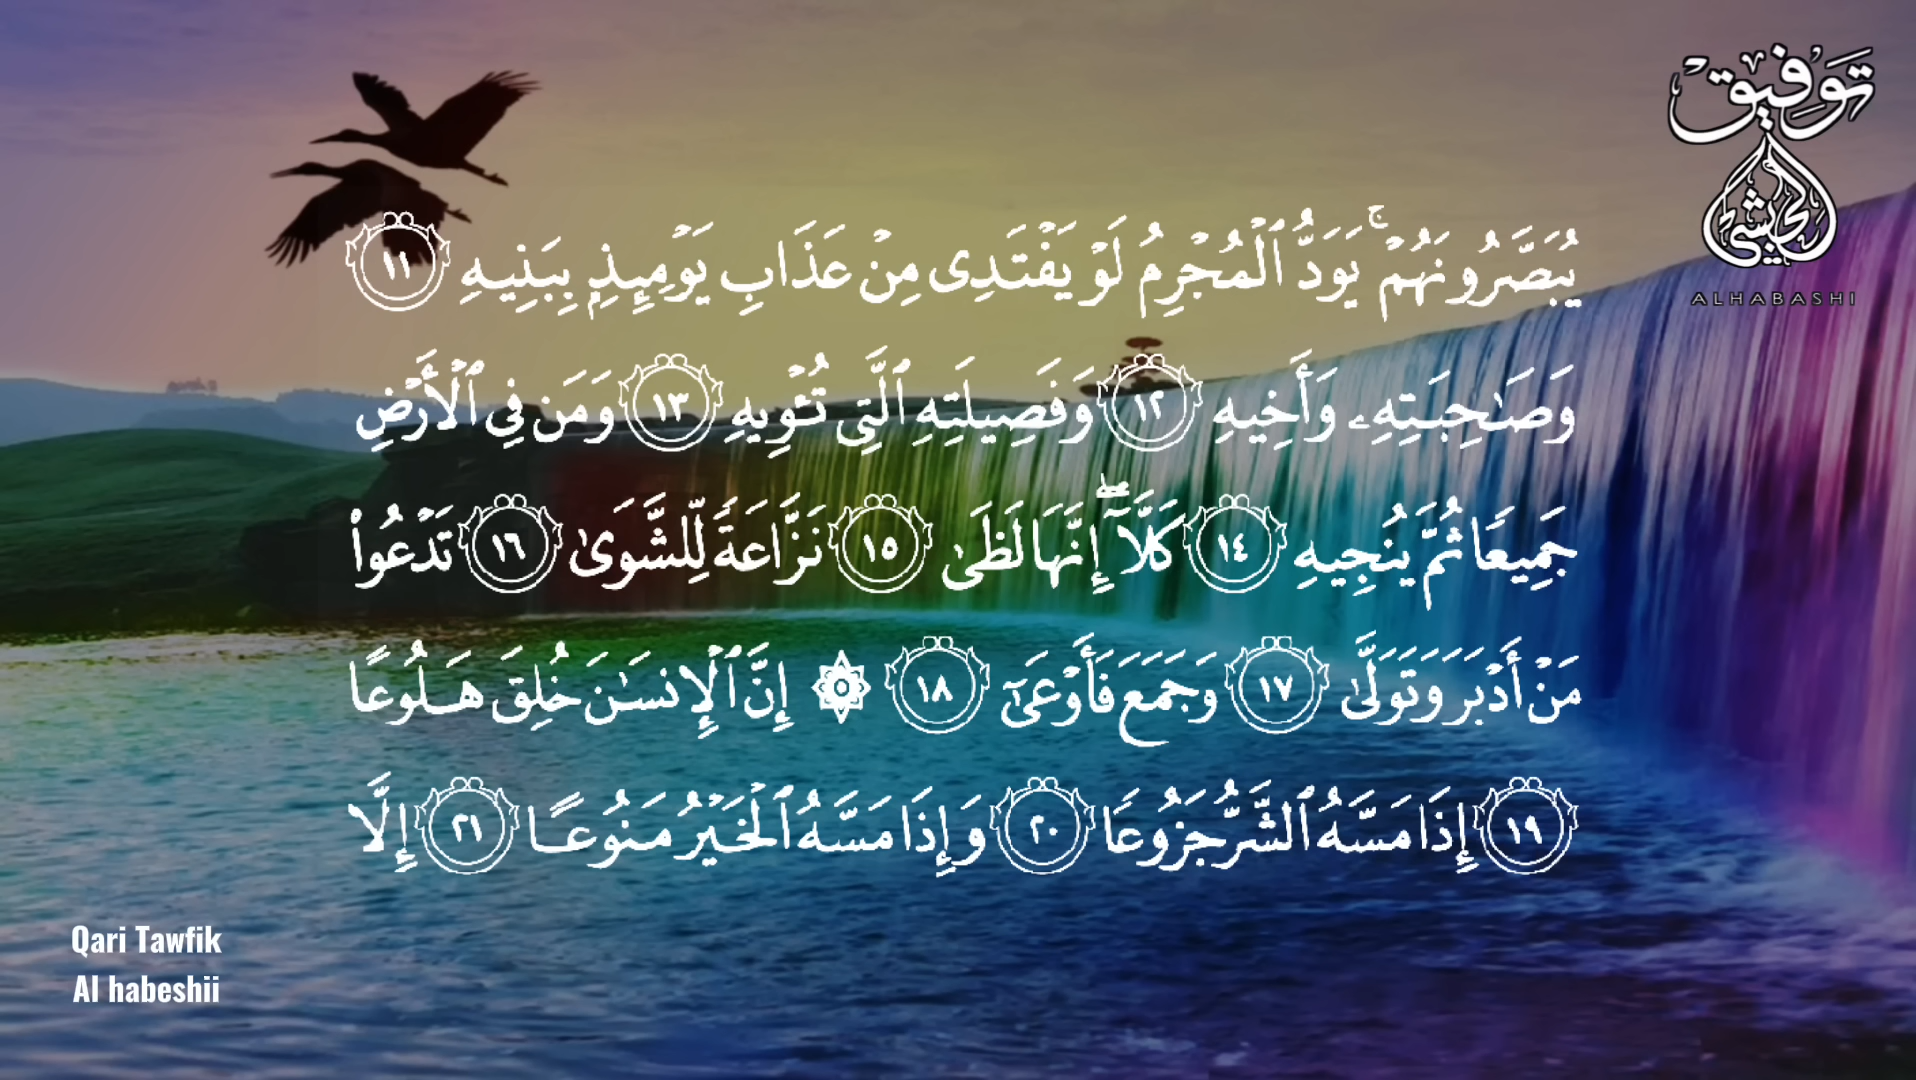 توفيق
الحبشي
ALHABASHI
يُبَصَّرُونَهُمْۚ يَوَدُّ ٱلْمُجْرِمُ لَوْ يَفْتَدِى مِنْ عَذَابِ يَوْمِئِذٍۭ بِبَنِيهِ ١١
وَصَـٰحِبَتِهِۦ وَأَخِيهِ ١٢ وَفَصِيلَتِهِ ٱلَّتِى تُـْٔوِيهِ ١٣ وَمَن فِى ٱلْأَرْضِ
جَمِيعًا ثُمَّ يُنجِيهِ ١٤ كَلَّآۖ إِنَّهَا لَظَىٰ ١٥ نَزَّاعَةً لِّلشَّوَىٰ ١٦ تَدْعُوا۟
مَنْ أَدْبَرَ وَتَوَلَّىٰ ١٧ وَجَمَعَ فَأَوْعَىٰٓ ١٨ ۞ إِنَّ ٱلْإِنسَـٰنَ خُلِقَ هَلُوعًا
١٩ إِذَا مَسَّهُ ٱلشَّرُّ جَزُوعًا ٢٠ وَإِذَا مَسَّهُ ٱلْخَيْرُ مَنُوعًا ٢١ إِلَّا
Qari Tawfik
Al habeshii